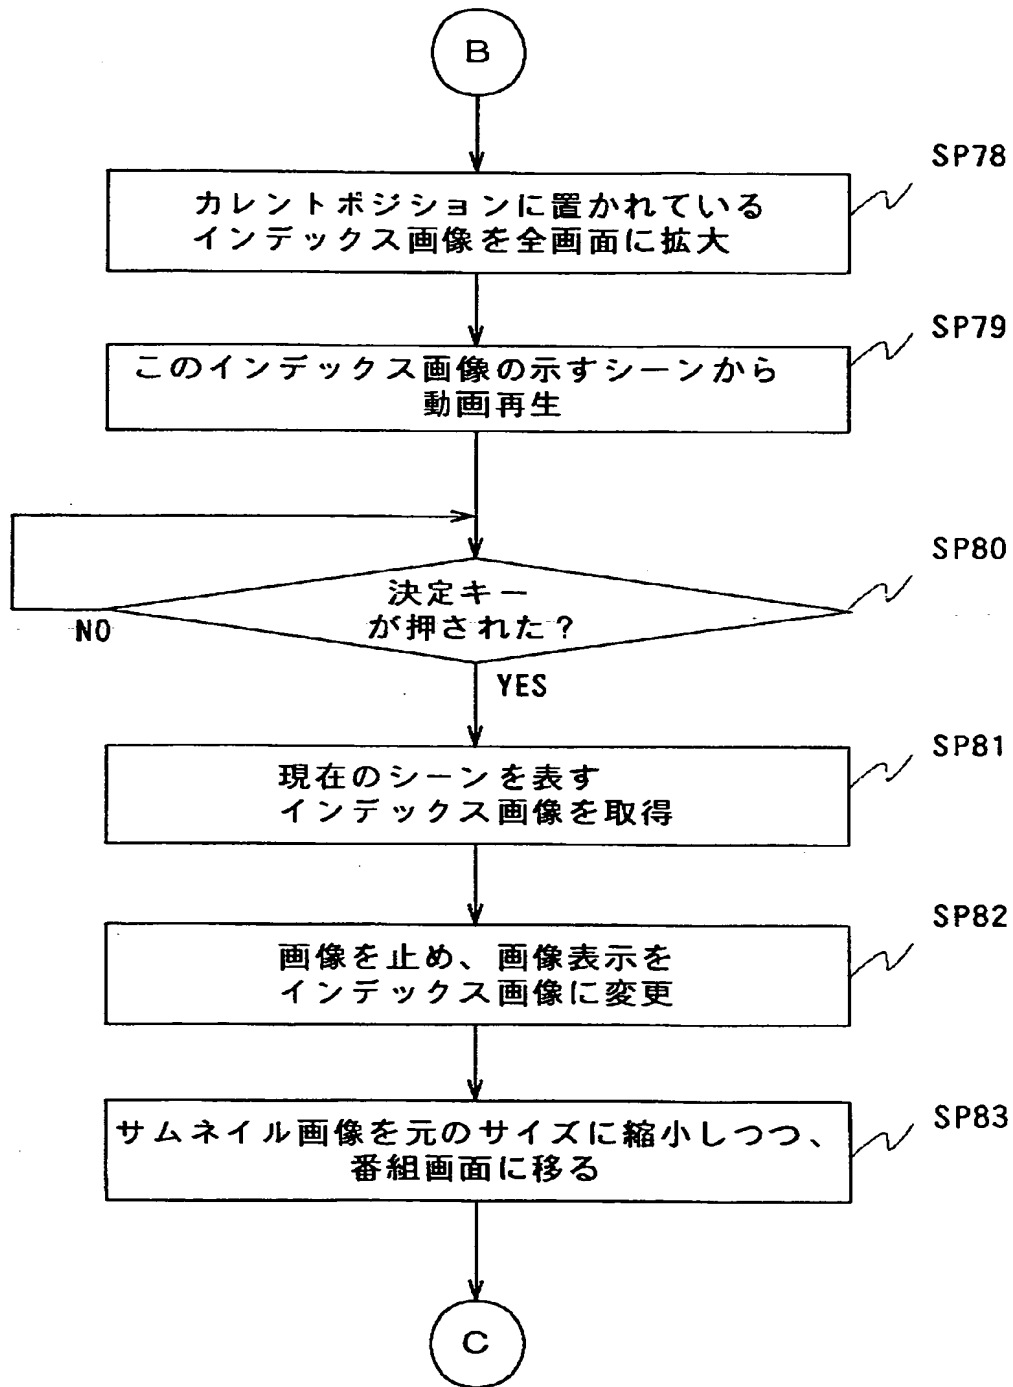 B
SP78
カレントポジションに置かれている
インデックス画像を全画面に拡大
SP79
このインデックス画像の示すシーンから
動画再生
SP80
決定キー
が押された?
NO
YES
SP81
現在のシーンを表す
インデックス画像を取得
SP82
画像を止め、画像表示を
インデックス画像に変更
SP83
サムネイル画像を元のサイズに縮小しつつ、
番組画面に移る
C